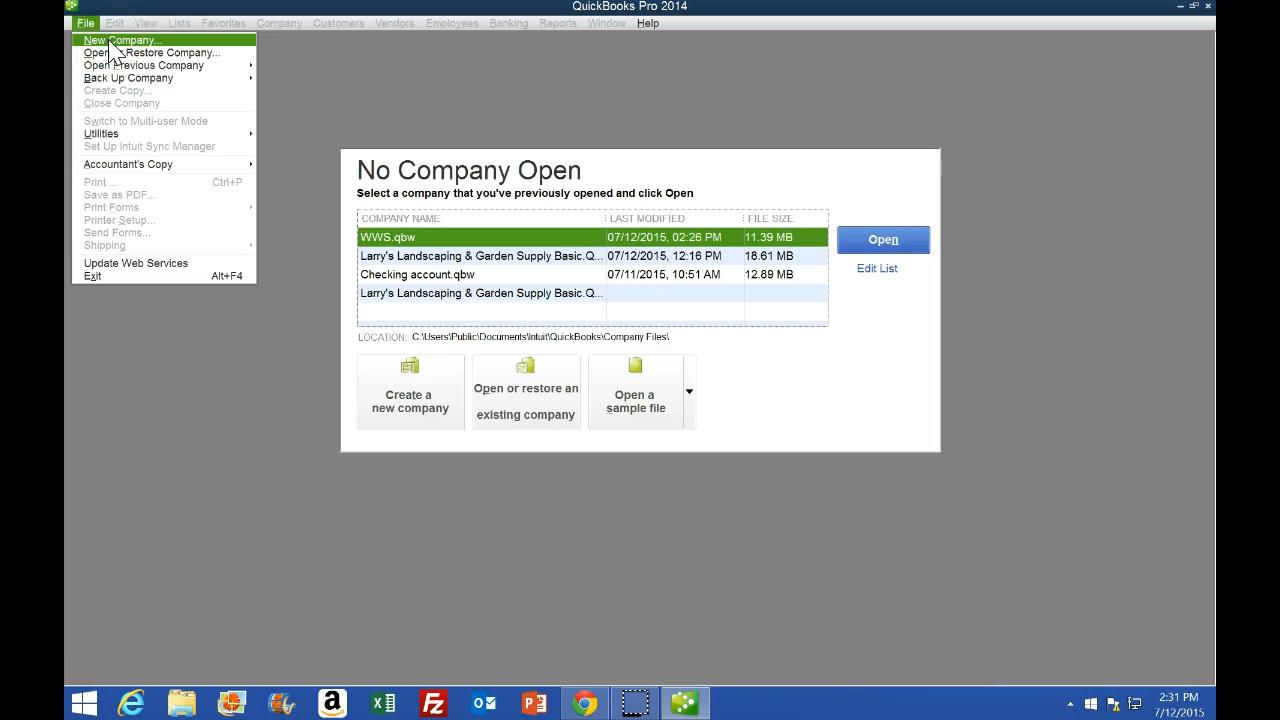 QuickBooks Pro 2014
File Edit View Lists Favorites Company Customers Vendors Employees Banking Reports Window Help
New Company...
Open Restore Company...
Open Previous Company
Back Up Company
Create Copy...
Close Company
Switch to Multi-user Mode
Utilities
Set Up Intuit Sync Manager
Accountant's Copy
Print ... Ctrl+P
Save as PDF...
Print Forms
Printer Setup...
Send Forms...
Shipping
Update Web Services
Exit Alt+F4
No Company Open
Select a company that you've previously opened and click Open
COMPANY NAME LAST MODIFIED FILE SIZE
WWS.qbw 07/12/2015, 02:26 PM 11.39 MB
Larry's Landscaping & Garden Supply Basic.Q... 07/12/2015, 12:16 PM 18.61 MB
Checking account.qbw 07/11/2015, 10:51 AM 12.89 MB
Larry's Landscaping & Garden Supply Basic.Q...
Open
Edit List
LOCATION: C:\Users\Public\Documents\Intuit\QuickBooks\Company Files\
Create a
new company
Open or restore an
existing company
Open a
sample file
2:31 PM
7/12/2015